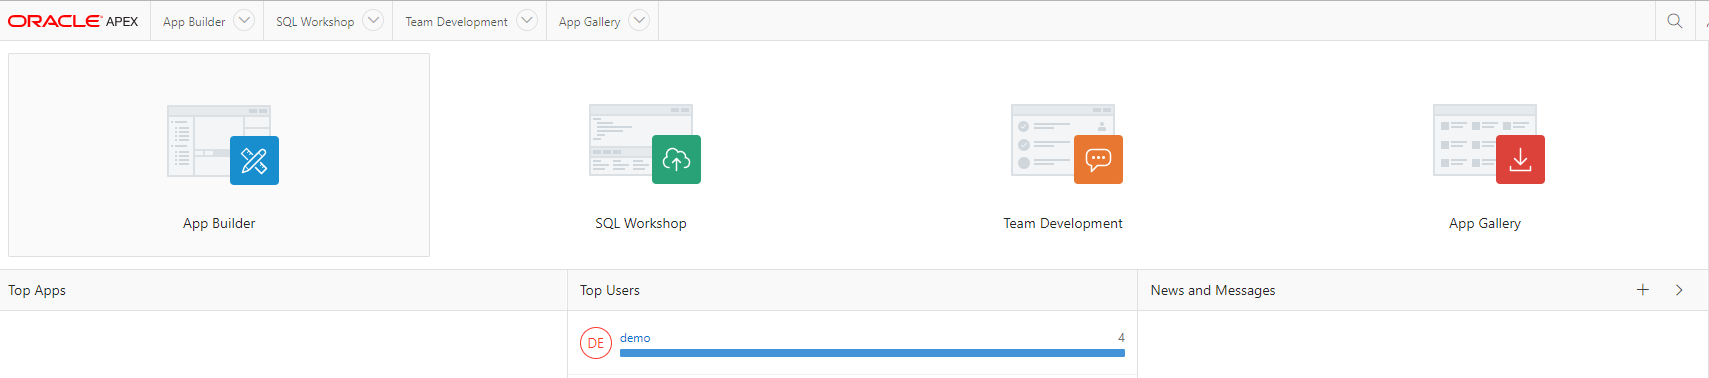 ORACLE APEX App Builder SQL Workshop Team Development App Gallery
App Builder SQL Workshop Team Development App Gallery
Top Apps Top Users News and Messages
DE demo 4